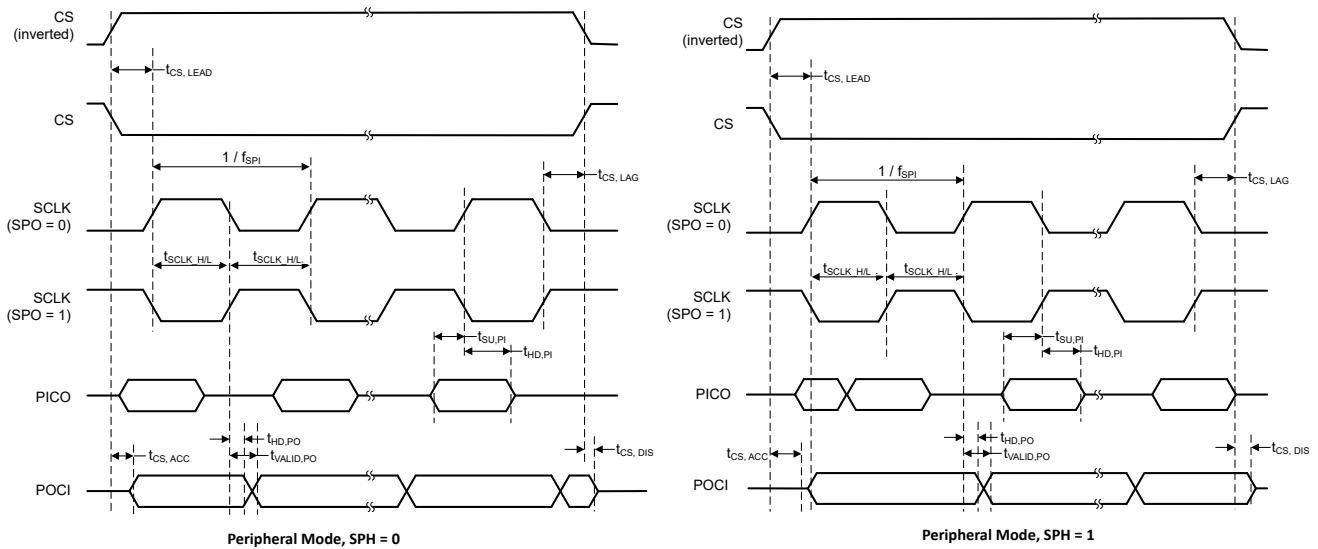 CS
(inverted)
tCS, LEAD
CS
1 / fSPI
tCS, LAG
SCLK
(SPO = 0)
tSCLK_H/L
tSCLK_H/L
SCLK
(SPO = 1)
tSU,PI
tHD,PI
PICO
tHD,PO
tVALID,PO
tCS, ACC
tCS, DIS
POCI
Peripheral Mode, SPH = 0
CS
(inverted)
tCS, LEAD
CS
1 / fSPI
tCS, LAG
SCLK
(SPO = 0)
tSCLK_H/L
tSCLK_H/L
SCLK
(SPO = 1)
tSU,PI
tHD,PI
PICO
tHD,PO
tVALID,PO
tCS, ACC
tCS, DIS
POCI
Peripheral Mode, SPH = 1